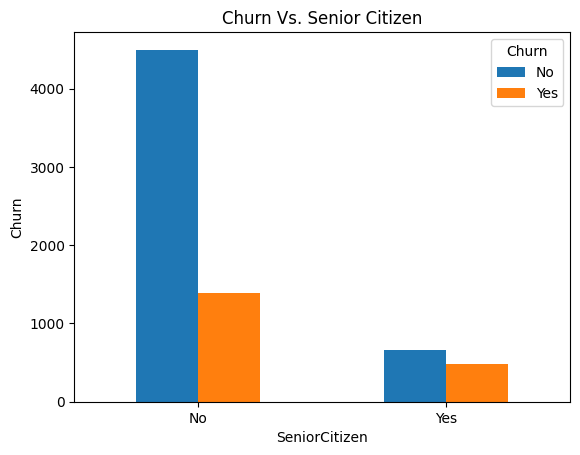 Churn Vs. Senior Citizen
Churn
No
Yes
4000
3000
2000
1000
0
Churn
No
Yes
SeniorCitizen